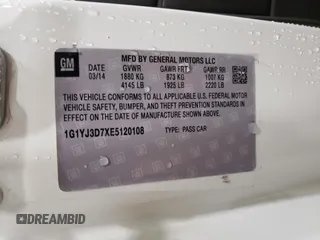 GM
MFD BY GENERAL MOTORS LLC
DATE GVWR GAWR FRT GAWR RR
03/14 1880 KG 873 KG 1007 KG
4145 LB 1925 LB 2220 LB
THIS VEHICLE CONFORMS TO ALL APPLICABLE U.S. FEDERAL MOTOR
VEHICLE SAFETY, BUMPER, AND THEFT PREVENTION STANDARDS
IN EFFECT ON THE DATE OF MANUFACTURE SHOWN ABOVE.
1G1YJ3D7XE5120108 TYPE: PASS CAR
© DREAMBID